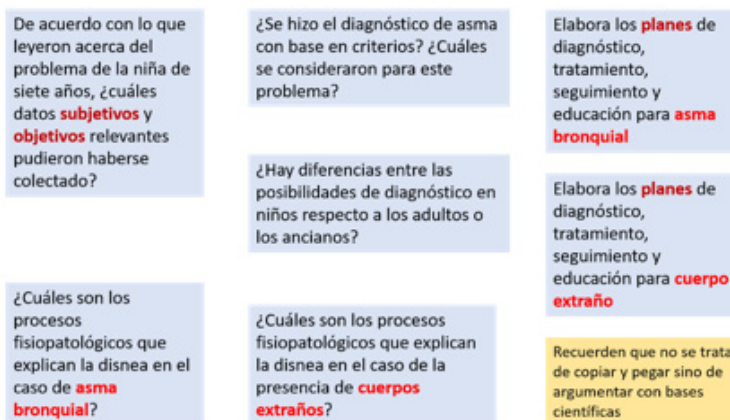 De acuerdo con lo que
leyeron acerca del
problema de la niña de
siete años, ¿cuáles
datos subjetivos y
objetivos relevantes
pudieron haberse
colectado?
¿Cuáles son los
procesos
fisiopatológicos que
explican la disnea en el
caso de asma
bronquial?
¿Se hizo el diagnóstico de asma
con base en criterios? ¿Cuáles
se consideraron para este
problema?
¿Hay diferencias entre las
posibilidades de diagnóstico en
niños respecto a los adultos o
los ancianos?
¿Cuáles son los procesos
fisiopatológicos que explican
la disnea en el caso de la
presencia de cuerpos
extraños?
Elabora los planes de
diagnóstico,
tratamiento,
seguimiento y
educación para asma
bronquial
Elabora los planes de
diagnóstico,
tratamiento,
seguimiento y
educación para cuerpo
extraño
Recuerden que no se trata
de copiar y pegar sino de
argumentar con bases
científicas